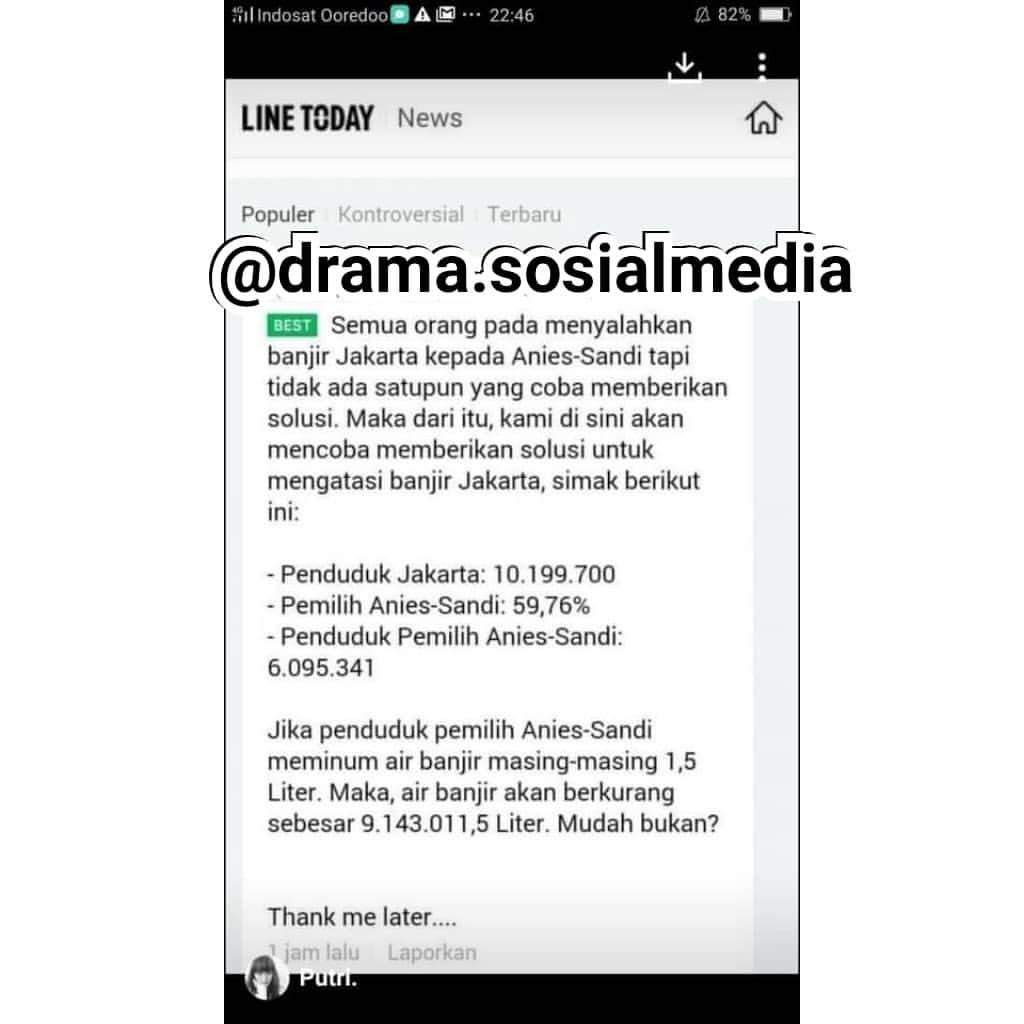 Indosat Ooredoo 22:46 82%
LINE TODAY News
Populer Kontroversial Terbaru
@drama.sosialmedia
BEST Semua orang pada menyalahkan
banjir Jakarta kepada Anies-Sandi tapi
tidak ada satupun yang coba memberikan
solusi. Maka dari itu, kami di sini akan
mencoba memberikan solusi untuk
mengatasi banjir Jakarta, simak berikut
ini:
- Penduduk Jakarta: 10.199.700
- Pemilih Anies-Sandi: 59,76%
- Penduduk Pemilih Anies-Sandi:
6.095.341
Jika penduduk pemilih Anies-Sandi
meminum air banjir masing-masing 1,5
Liter. Maka, air banjir akan berkurang
sebesar 9.143.011,5 Liter. Mudah bukan?
Thank me later....
1 jam lalu Laporkan
Putri.